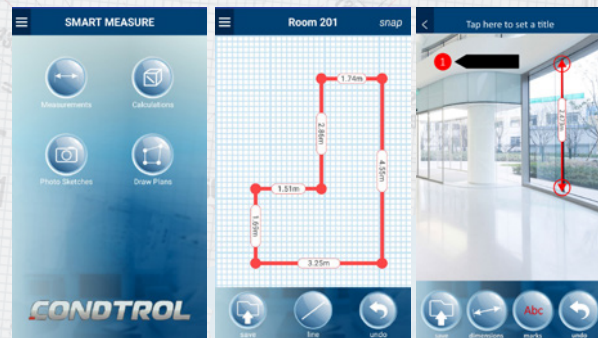 SMART MEASURE
Measurements
Calculations
Photo Sketches
Draw Plans
CONDTROL
Room 201
snap
1.74m
2.86m
4.55m
1.51m
1.69m
3.25m
save
line
undo
Tap here to set a title
1
save
dimensions
Abc
marks
undo